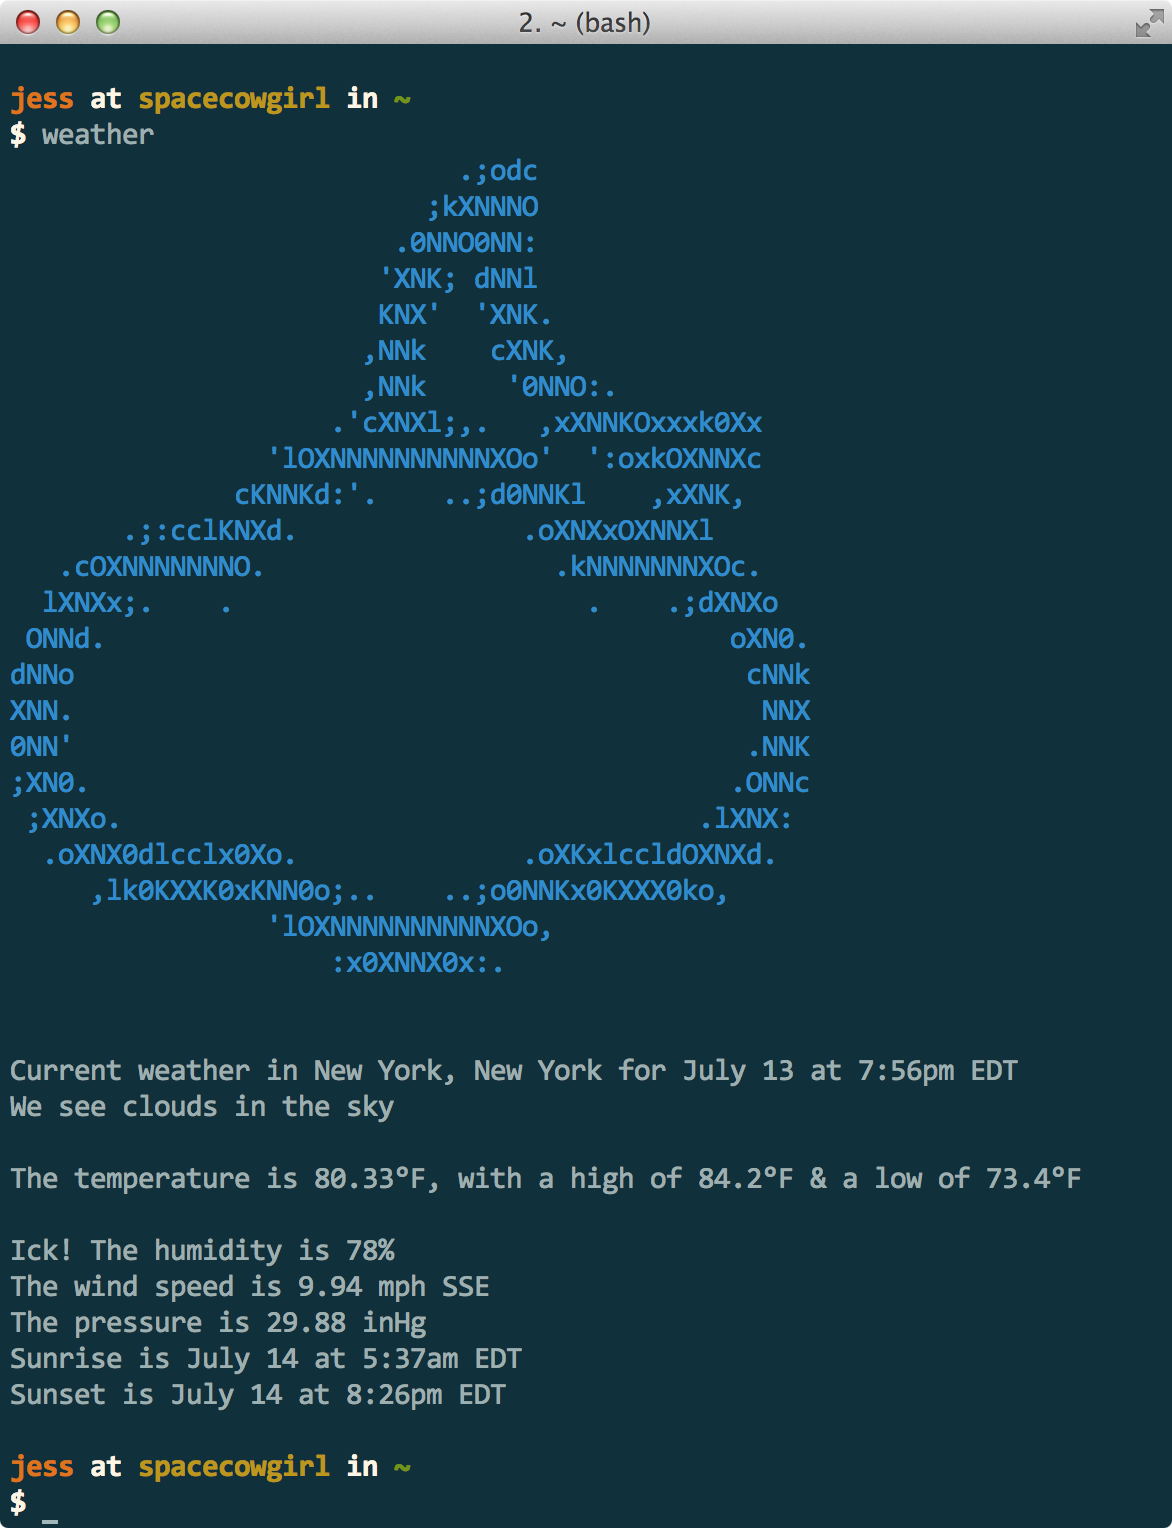 2. ~ (bash)
jess at spacecowgirl in ~
$ weather
                            .;odc
                          ;kXNNNO
                        .0NNO0NN:
                       'XNK; dNNl
                       KNX'  'XNK.
                      ,NNk    cXNK,
                      ,NNk     '0NNO:.
                    .'cXNXl;,.   ,xXNNKOxxxk0Xx
                'lOXNNNNNNNNNNXOo'  ':oxkOXNNXc
              cKNNKd:'.    ..;d0NNKl    ,xXNK,
       .;:cclKNXd.              .oXNXxOXNNXl
   .cOXNNNNNNNO.                  .kNNNNNNNXOc.
  lXNXx;.    .                      .    .;dXNXo
 ONNd.                                       oXN0.
dNNo                                          cNNk
XNN.                                           NNX
0NN'                                          .NNK
;XN0.                                        .ONNc
 ;XNXo.                                    .lXNX:
  .oXNX0dlcclx0Xo.              .oXKxlccldOXNXd.
     ,lk0KXXK0xKNN0o;..    ..;o0NNKx0KXXX0ko,
                'lOXNNNNNNNNNNXOo,
                    :x0XNNX0x:.
Current weather in New York, New York for July 13 at 7:56pm EDT
We see clouds in the sky
The temperature is 80.33°F, with a high of 84.2°F & a low of 73.4°F
Ick! The humidity is 78%
The wind speed is 9.94 mph SSE
The pressure is 29.88 inHg
Sunrise is July 14 at 5:37am EDT
Sunset is July 14 at 8:26pm EDT
jess at spacecowgirl in ~
$ _